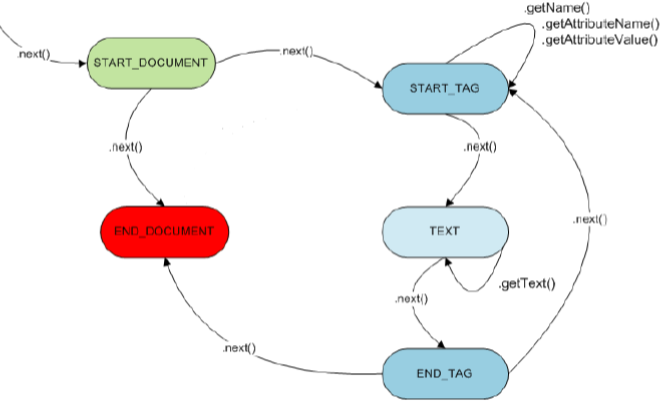 .getName()
.getAttributeName()
.getAttributeValue()
.next()
.next()
START_DOCUMENT
START_TAG
.next()
.next()
.next()
END_DOCUMENT
TEXT
.getText()
.next()
.next()
END_TAG